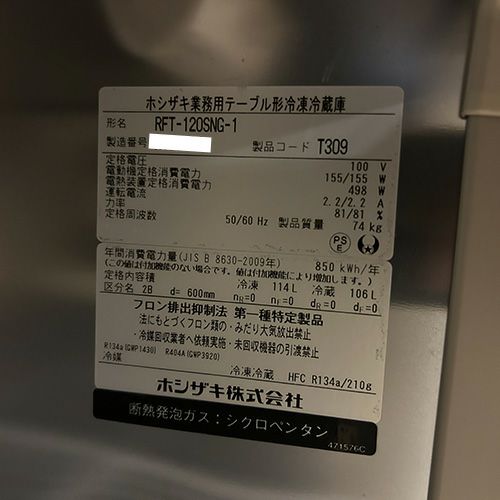 ホシザキ業務用テーブル形冷凍冷蔵庫
形名 RFT-120SNG-1
製造番号 製品コード T309
定格電圧 100 V
電動機定格消費電力 155/155 W
電熱装置定格消費電力 498 W
運転電流 2.2/2.2 A
力率 81/81 %
定格周波数 50/60 Hz 製品質量 74 kg
PSE
年間消費電力量(JIS B 8630-2009年) 850 kWh/年
(この値は付加機能のない場合です。値は付加機能により増加します。)
定格内容積 冷凍 114L 冷蔵 106 L
区分名 2B d= 600mm nR=0 nF=0 dR=0 dF=0
フロン排出抑制法 第一種特定製品
・法にもとづくフロン類の・みだり大気放出禁止
・冷媒回収業者へ依頼実施・未回収機器の引渡禁止
R134a(GWP1430) R404A(GWP3920)
冷媒 冷凍冷蔵 HFC R134a/210g
ホシザキ株式会社
断熱発泡ガス：シクロペンタン
471576C